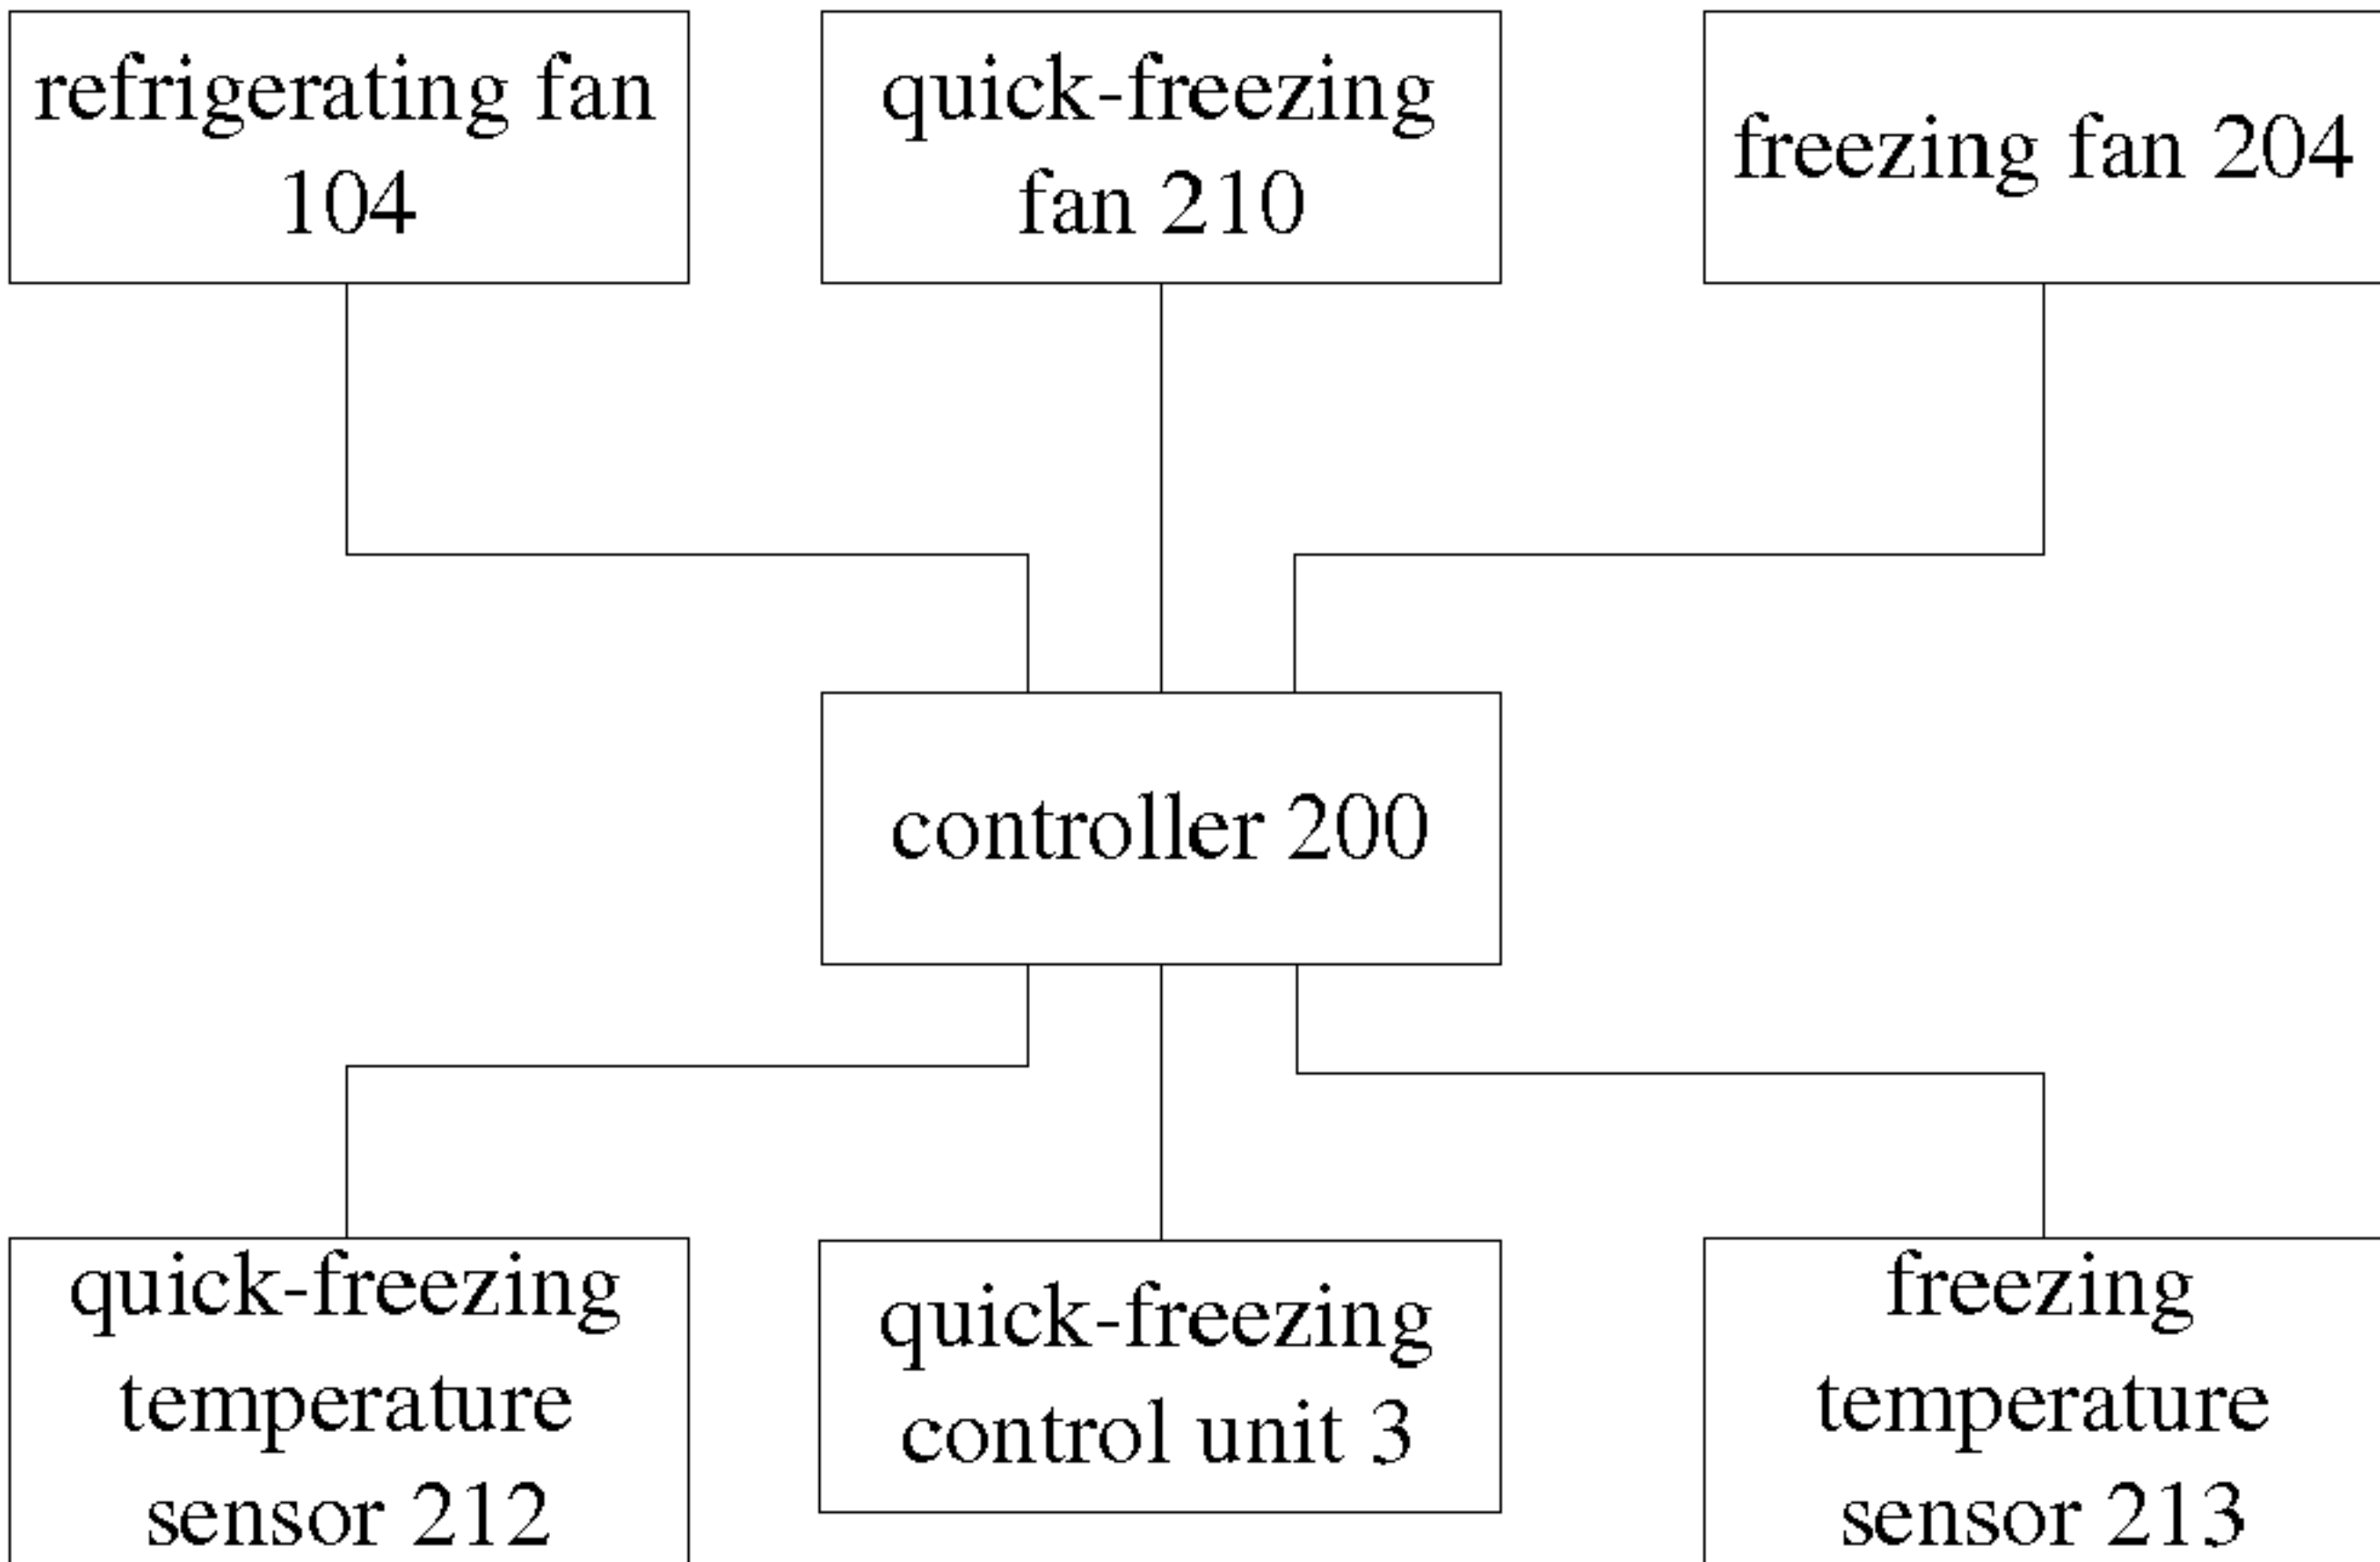 refrigerating fan
104
quick-freezing
fan 210
freezing fan 204
controller 200
quick-freezing
temperature
sensor 212
quick-freezing
control unit 3
freezing
temperature
sensor 213